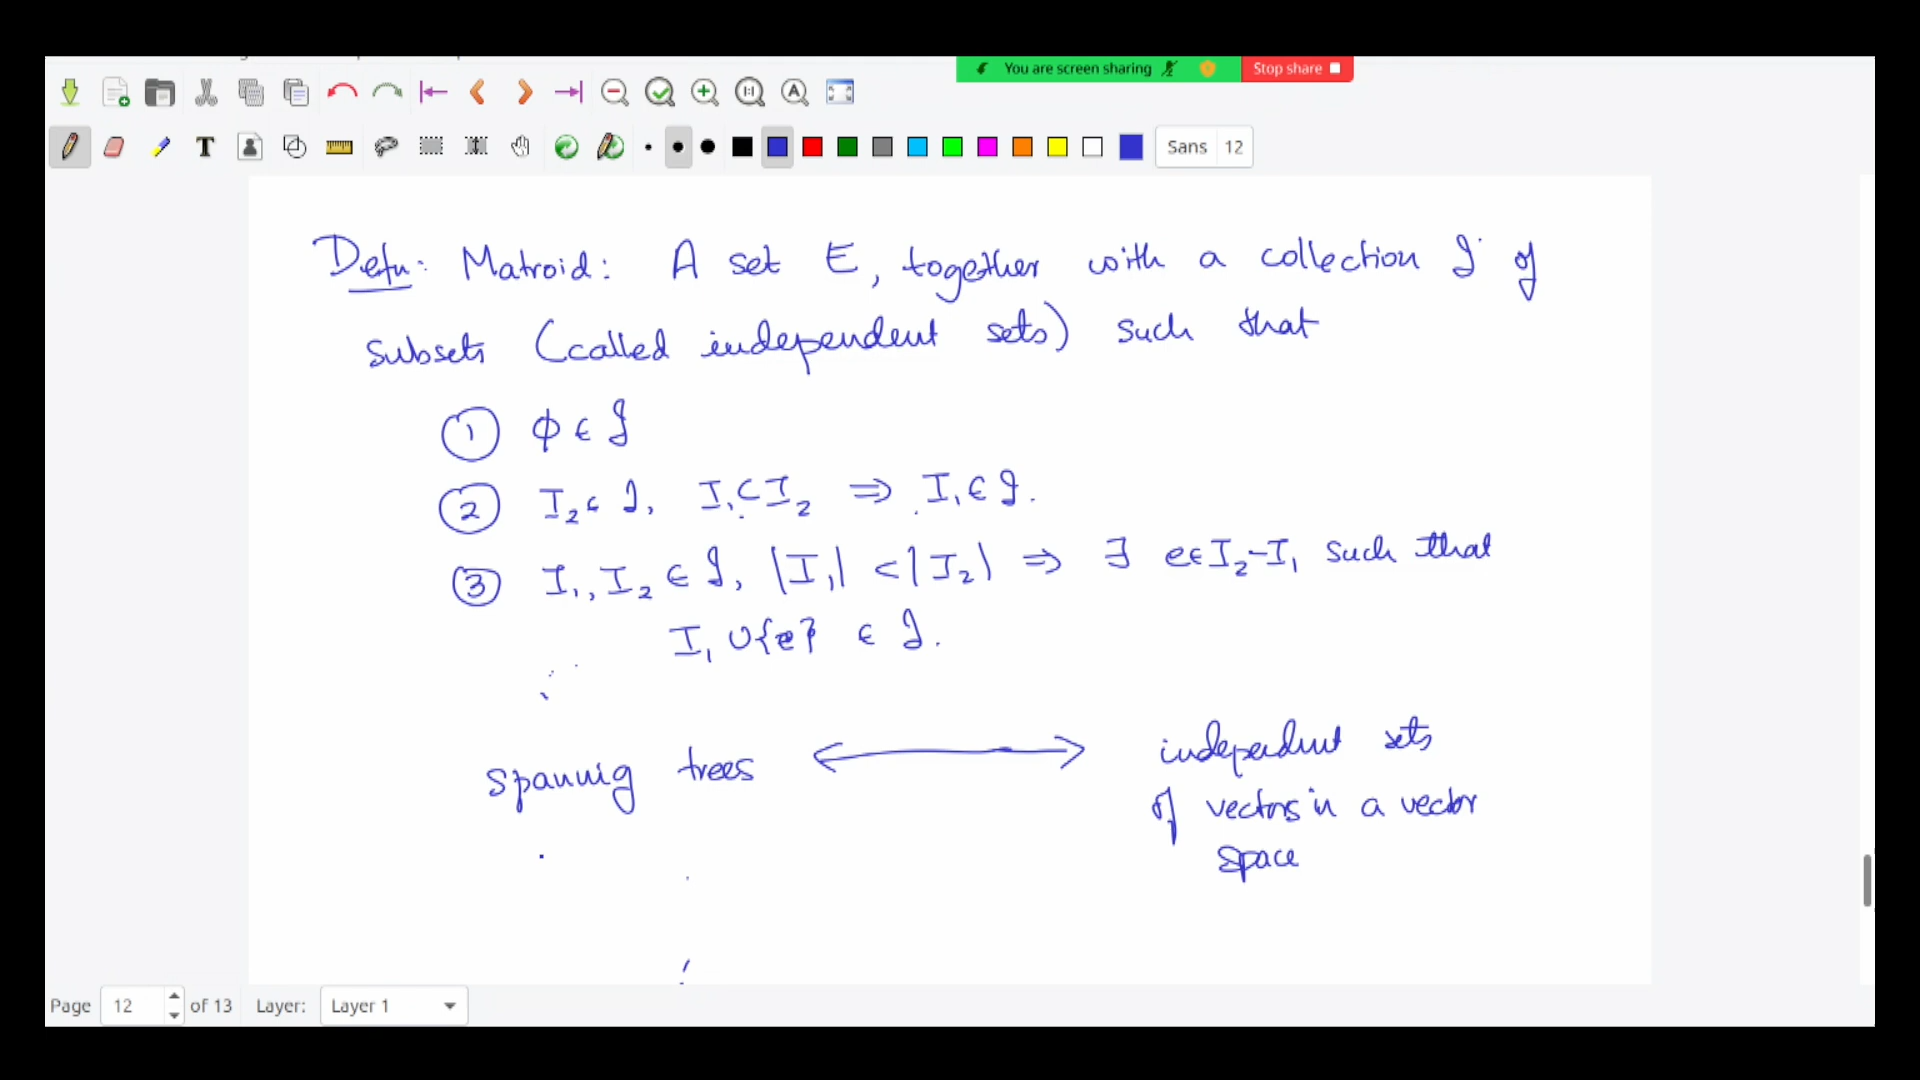 You are screen sharing
Stop share
T
Sans 12
Defn: Matroid: A set E, together with a collection ℐ of
subsets (called independent sets) such that
① ϕ ∈ ℐ
② I₂ ∈ ℐ, I₁ ⊂ I₂ ⇒ I₁ ∈ ℐ.
③ I₁, I₂ ∈ ℐ, |I₁| < |I₂| ⇒ ∃ e ∈ I₂ - I₁ such that
I₁ ∪ {e} ∈ ℐ.
spannig trees ⟷ independent sets
of vectors in a vector
space
Page 12 of 13 Layer: Layer 1